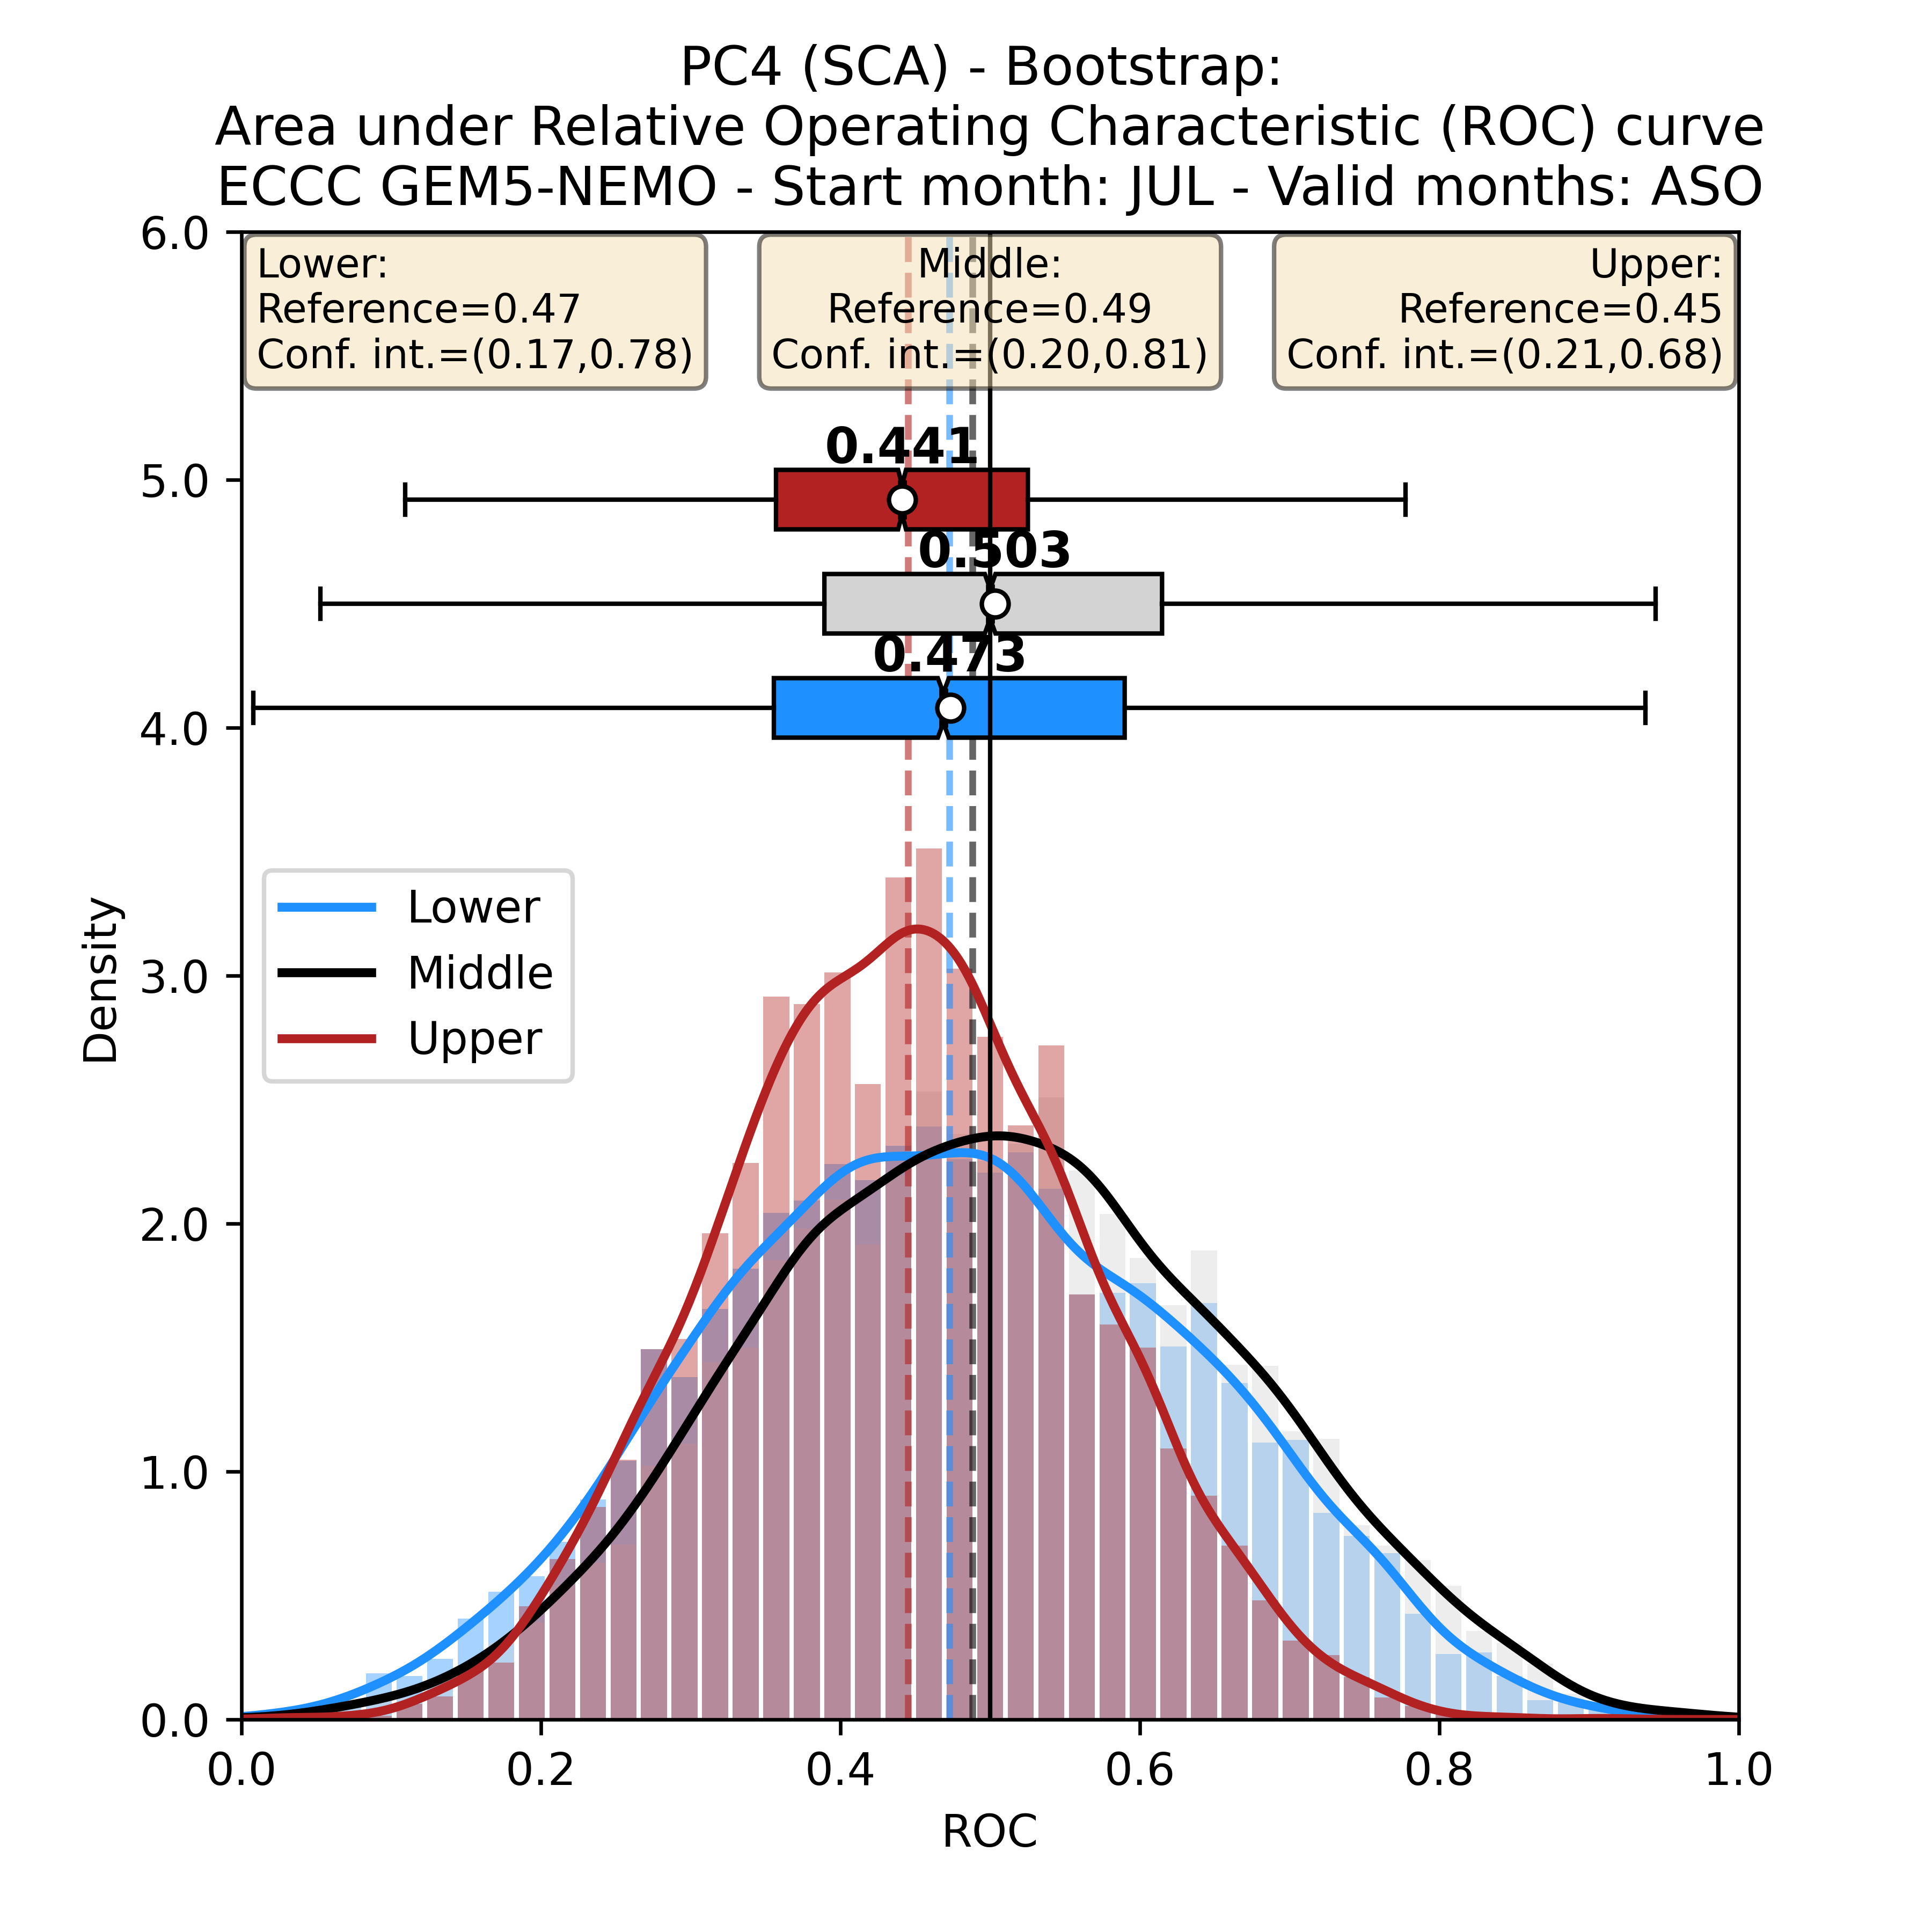 PC4 (SCA) - Bootstrap:
Area under Relative Operating Characteristic (ROC) curve
ECCC GEM5-NEMO - Start month: JUL - Valid months: ASO
Lower:
Reference=0.47
Conf. int.=(0.17,0.78)
Middle:
Reference=0.49
Conf. int.=(0.20,0.81)
Upper:
Reference=0.45
Conf. int.=(0.21,0.68)
0.441
0.503
0.473
Lower
Middle
Upper
Density
6.0
5.0
4.0
3.0
2.0
1.0
0.0
0.0 0.2 0.4 0.6 0.8 1.0
ROC